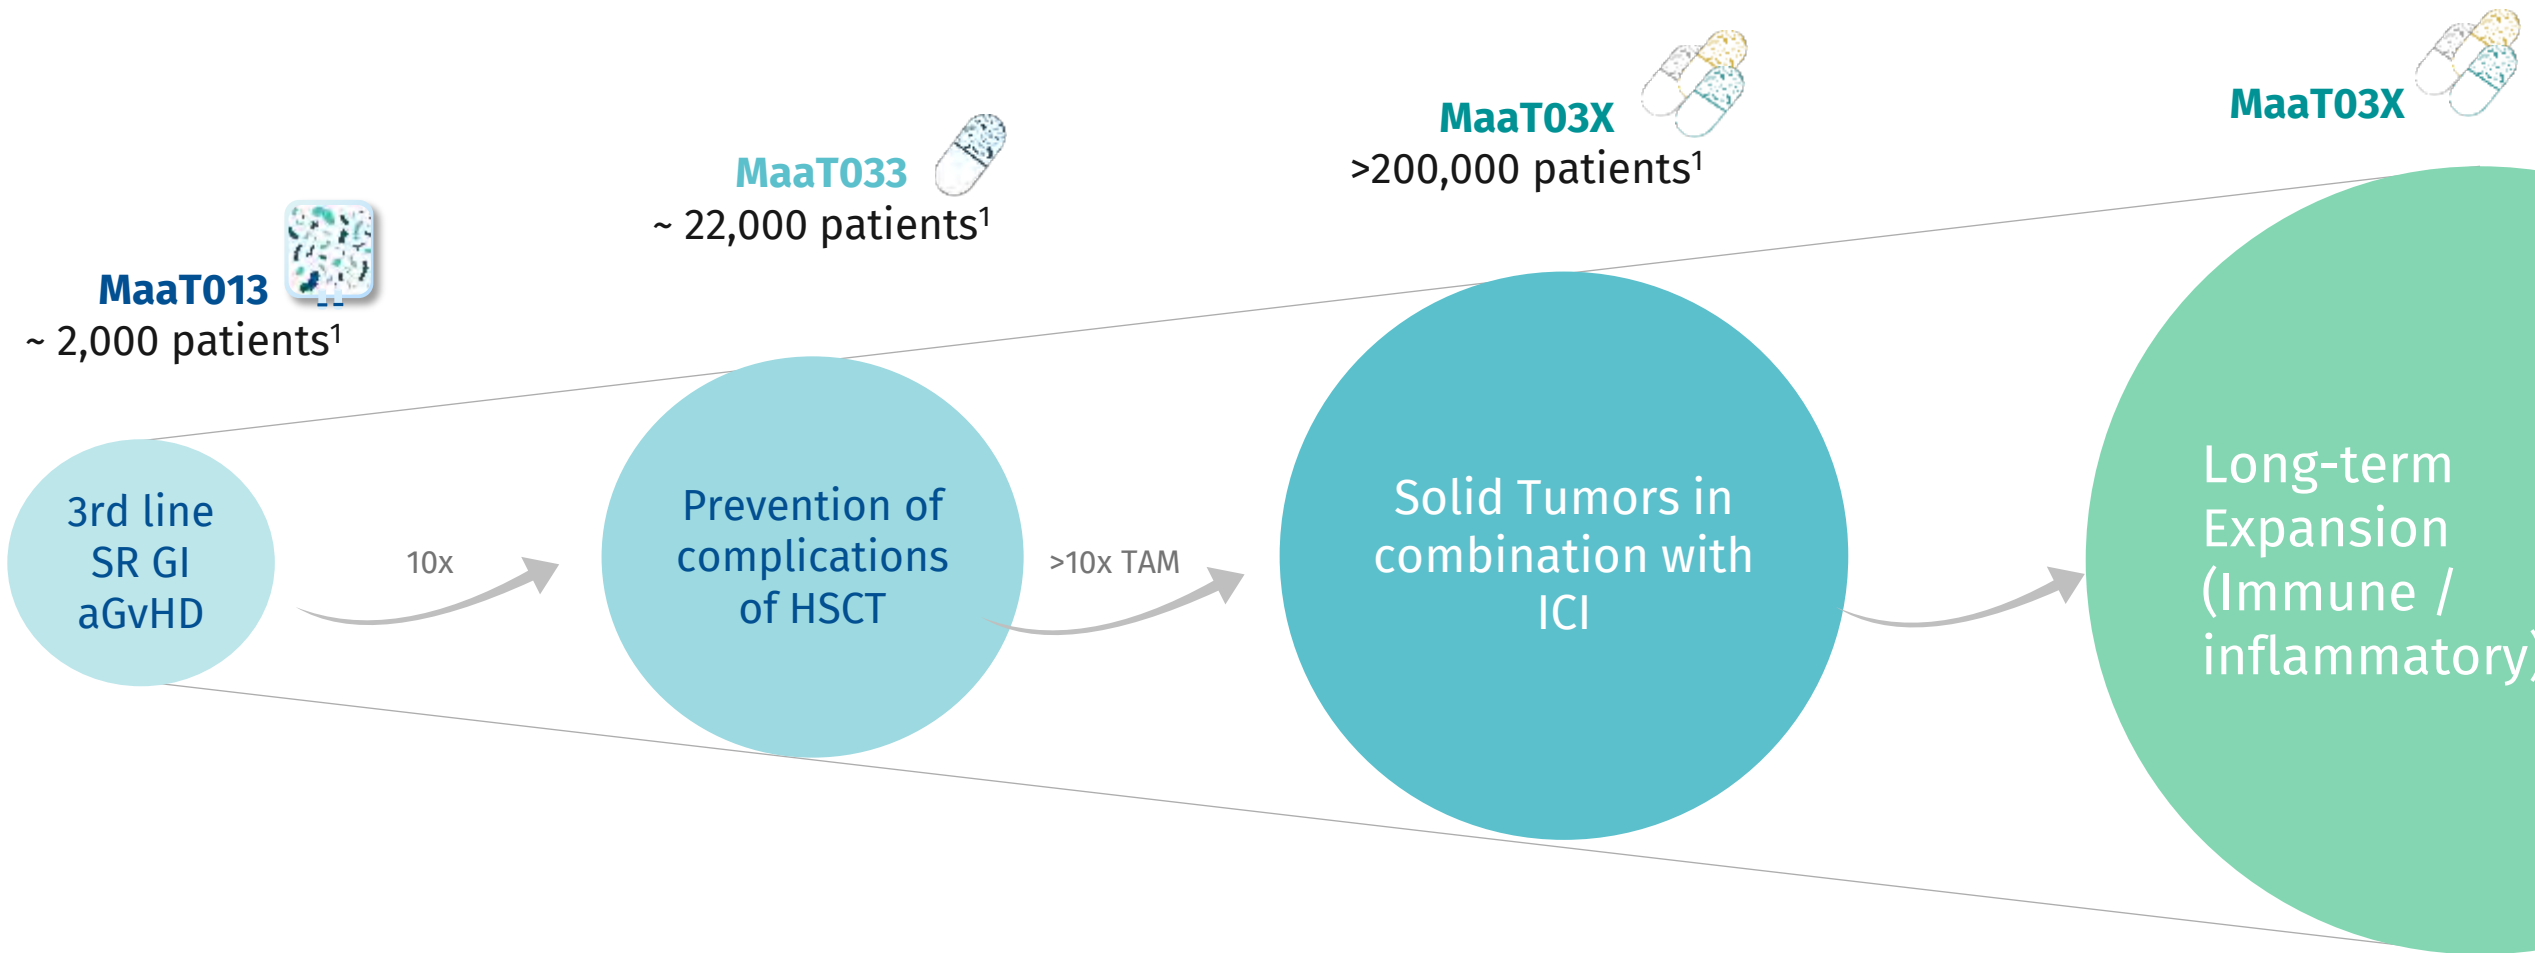 MaaT013
~ 2,000 patients¹
3rd line
SR GI
aGvHD
10x
MaaT033
~ 22,000 patients¹
Prevention of
complications
of HSCT
>10x TAM
MaaT03X
>200,000 patients¹
Solid Tumors in
combination with
ICI
MaaT03X
Long-term
Expansion
(Immune /
inflammatory)